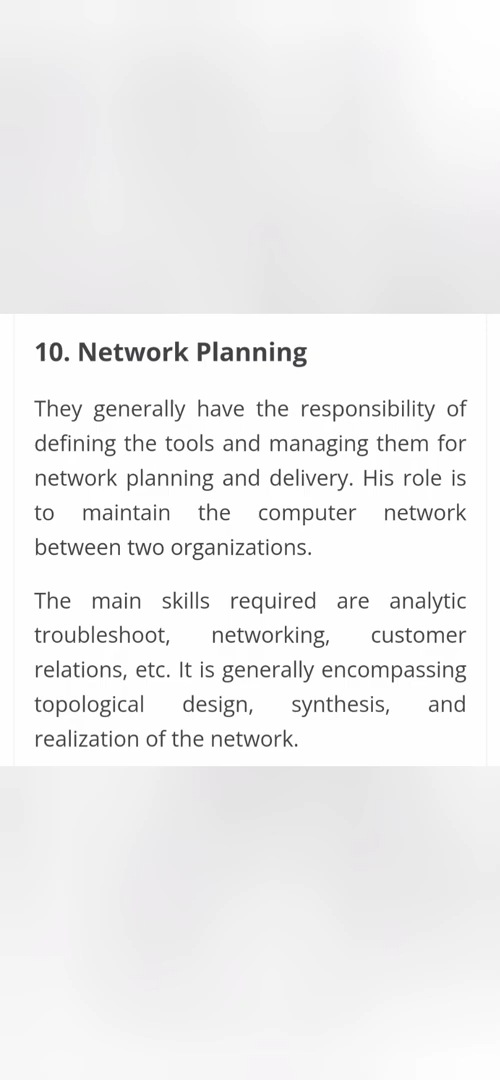 10. Network Planning
They generally have the responsibility of
defining the tools and managing them for
network planning and delivery. His role is
to maintain the computer network
between two organizations.
The main skills required are analytic
troubleshoot, networking, customer
relations, etc. It is generally encompassing
topological design, synthesis, and
realization of the network.